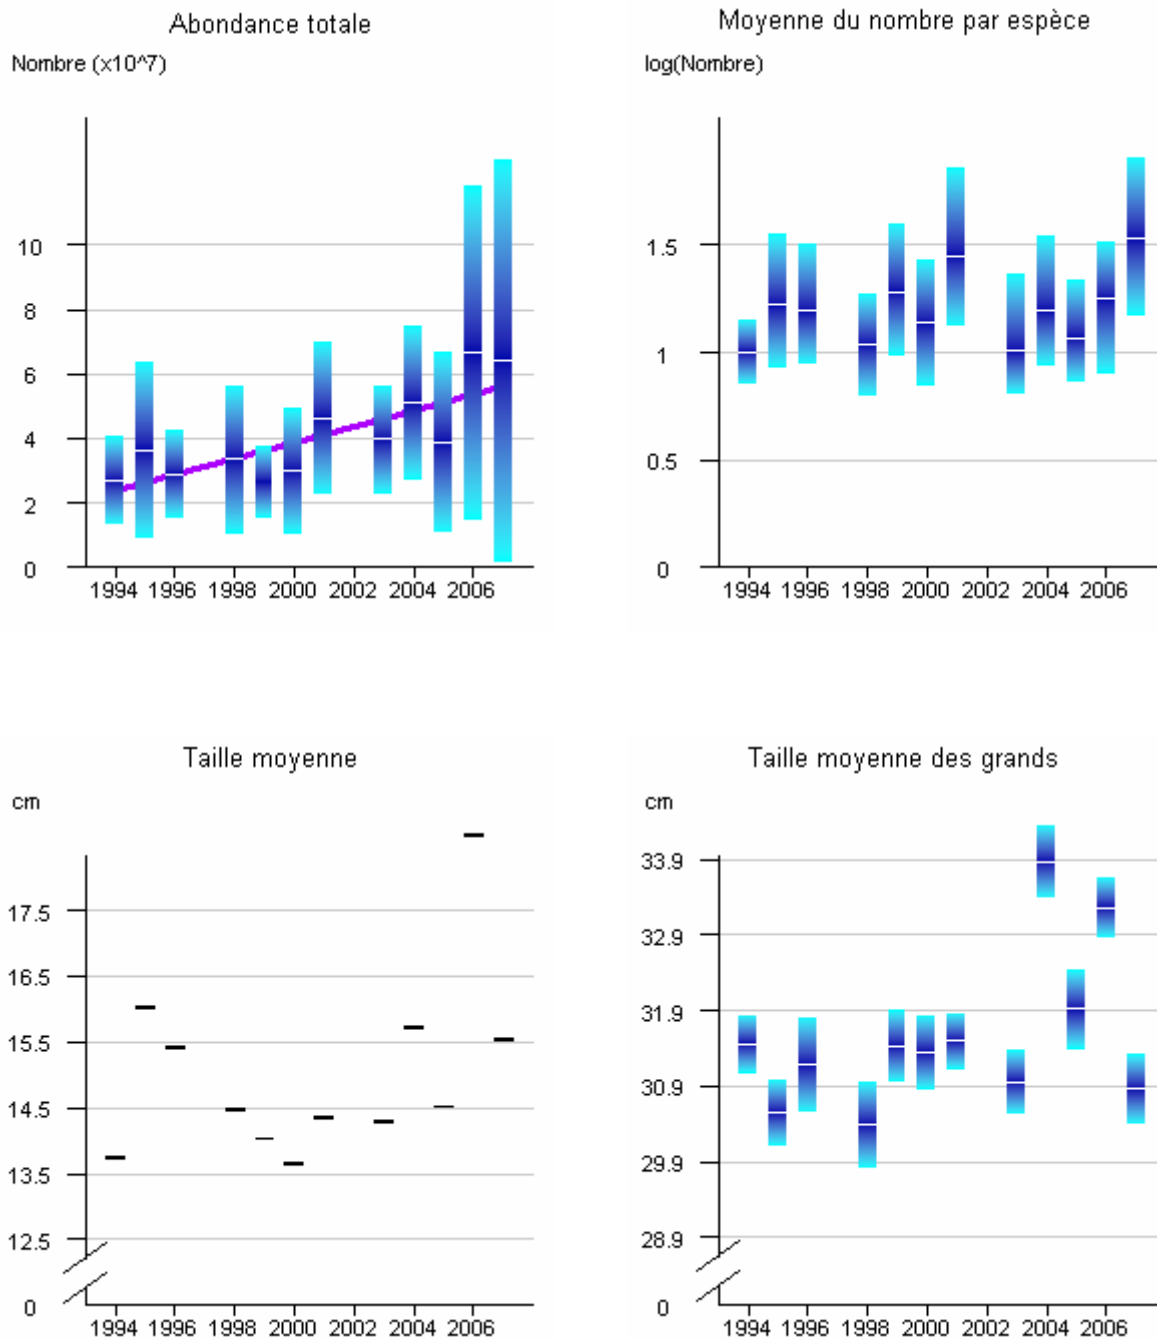 Abondance totale
Nombre (x10^7)
10
8
6
4
2
0
1994 1996 1998 2000 2002 2004 2006
Moyenne du nombre par espèce
log(Nombre)
1.5
1
0.5
0
1994 1996 1998 2000 2002 2004 2006
Taille moyenne
cm
17.5
16.5
15.5
14.5
13.5
12.5
0
1994 1996 1998 2000 2002 2004 2006
Taille moyenne des grands
cm
33.9
32.9
31.9
30.9
29.9
28.9
0
1994 1996 1998 2000 2002 2004 2006